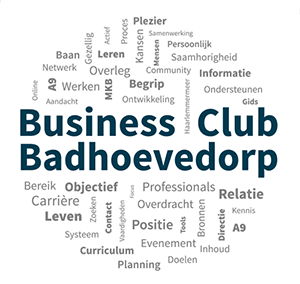 Plezier
Proces
Actief
Samenwerking
Gezellig
Kansen
Mensen
Persoonlijk
Baan
Leren
Saamhorigheid
Netwerk
Overleg
Community
Informatie
Online
A9
Werken
MKB
Begrip
Haarlemmermeer
Ondersteunen
Aandacht
Ontwikkeling
Gids
Business Club
Badhoevedorp
Bereik
Objectief
Focus
Professionals
Relatie
Carrière
Zoeken
Contact
Vaardigheden
Overdracht
Bronnen
Directie
Kennis
Leven
Positie
Tools
A9
Systeem
Evenement
Inhoud
Curriculum
Doelen
Planning